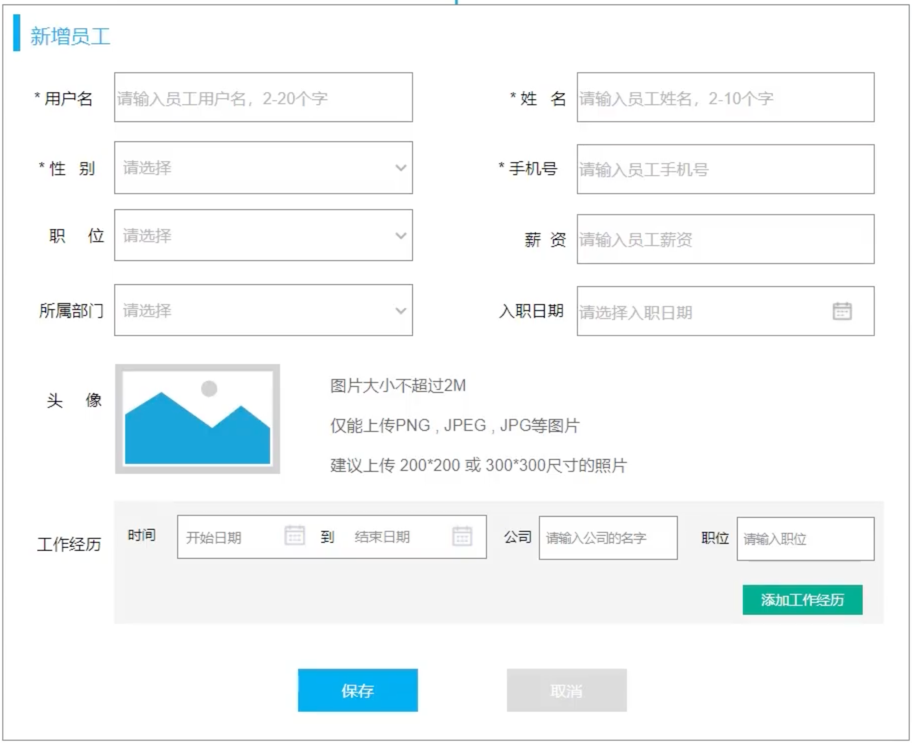 新增员工
* 用户名 请输入员工用户名，2-20个字 * 姓 名 请输入员工姓名，2-10个字
* 性 别 请选择 * 手机号 请输入员工手机号
职 位 请选择 薪 资 请输入员工薪资
所属部门 请选择 入职日期 请选择入职日期
头 像
图片大小不超过2M
仅能上传PNG , JPEG , JPG等图片
建议上传 200*200 或 300*300尺寸的照片
工作经历 时间 开始日期 到 结束日期 公司 请输入公司的名字 职位 请输入职位
添加工作经历
保存 取消